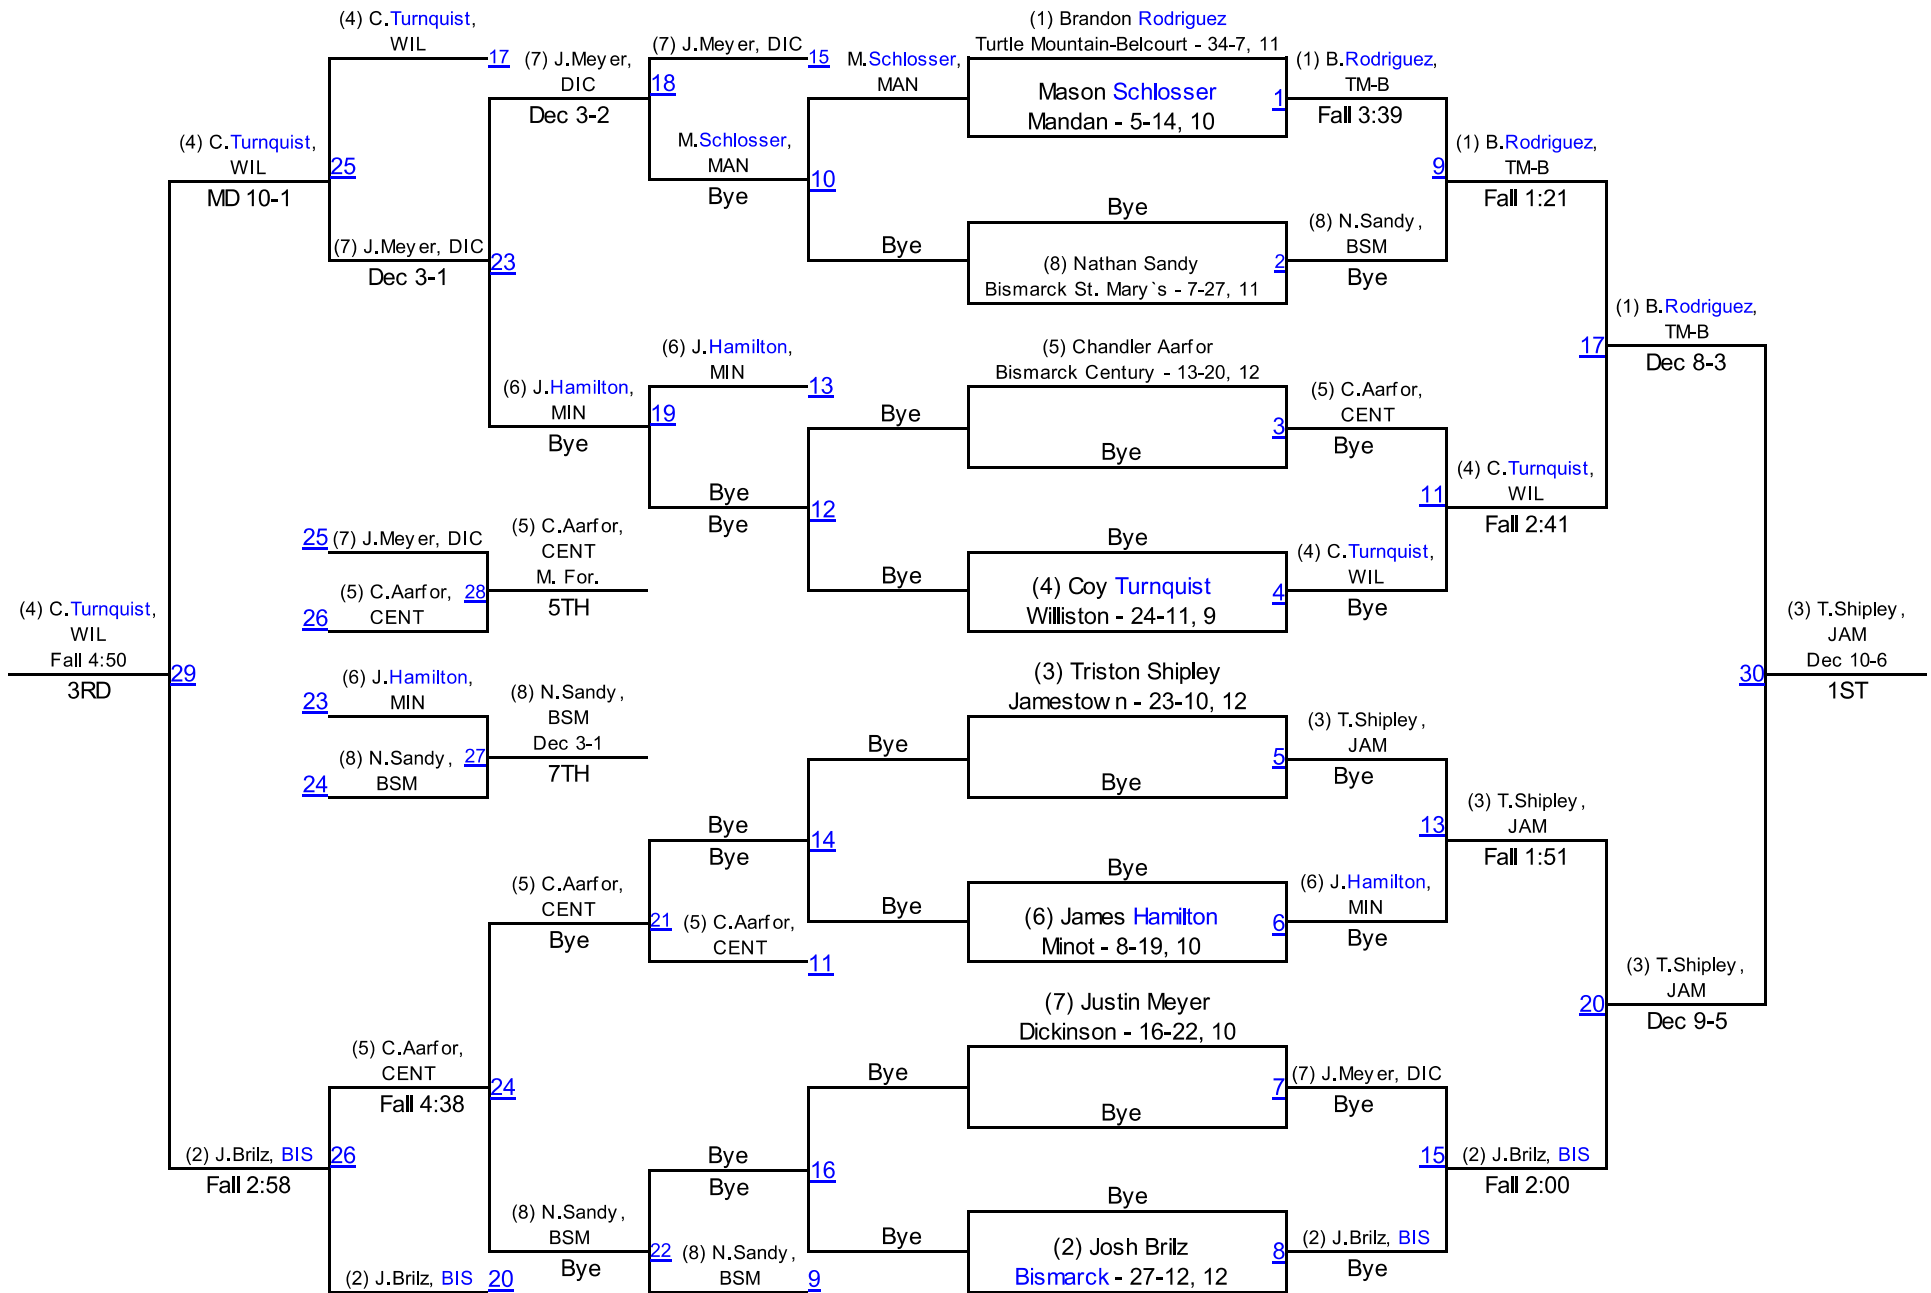 (4) C.Turnquist,
WIL
17
(7) J.Meyer,
DIC
Dec 3-2
(7) J.Meyer, DIC
15
18
M.Schlosser,
MAN
(1) Brandon Rodriguez
Turtle Mountain-Belcourt - 34-7, 11
Mason Schlosser
Mandan - 5-14, 10
1
(1) B.Rodriguez,
TM-B
Fall 3:39
(4) C.Turnquist,
WIL
MD 10-1
25
M.Schlosser,
MAN
Bye
10
9
(1) B.Rodriguez,
TM-B
Fall 1:21
(7) J.Meyer, DIC
Dec 3-1
23
Bye
Bye
(8) Nathan Sandy
Bismarck St. Mary`s - 7-27, 11
2
(8) N.Sandy,
BSM
Bye
(6) J.Hamilton,
MIN
Bye
19
(6) J.Hamilton,
MIN
13
(5) Chandler Aarfor
Bismarck Century - 13-20, 12
17
(1) B.Rodriguez,
TM-B
Dec 8-3
Bye
Bye
3
(5) C.Aarfor,
CENT
Bye
Bye
Bye
12
11
(4) C.Turnquist,
WIL
Fall 2:41
25
(7) J.Meyer, DIC
26
(5) C.Aarfor,
CENT
28
(5) C.Aarfor,
CENT
M. For.
5TH
Bye
Bye
(4) Coy Turnquist
Williston - 24-11, 9
4
(4) C.Turnquist,
WIL
Bye
(4) C.Turnquist,
WIL
Fall 4:50
3RD
29
23
(6) J.Hamilton,
MIN
24
(8) N.Sandy,
BSM
27
(8) N.Sandy,
BSM
Dec 3-1
7TH
(3) Triston Shipley
Jamestown - 23-10, 12
30
(3) T.Shipley,
JAM
Dec 10-6
1ST
Bye
Bye
5
(3) T.Shipley,
JAM
Bye
Bye
Bye
14
13
(3) T.Shipley,
JAM
Fall 1:51
(5) C.Aarfor,
CENT
Bye
21
(5) C.Aarfor,
CENT
11
Bye
Bye
(6) James Hamilton
Minot - 8-19, 10
6
(6) J.Hamilton,
MIN
Bye
(7) Justin Meyer
Dickinson - 16-22, 10
20
(3) T.Shipley,
JAM
Dec 9-5
(5) C.Aarfor,
CENT
Fall 4:38
24
Bye
Bye
7
(7) J.Meyer, DIC
Bye
(2) J.Brilz, BIS
Fall 2:58
26
Bye
Bye
16
15
(2) J.Brilz, BIS
Fall 2:00
(8) N.Sandy,
BSM
Bye
22
(8) N.Sandy,
BSM
9
Bye
Bye
(2) Josh Brilz
Bismarck - 27-12, 12
8
(2) J.Brilz, BIS
Bye
(2) J.Brilz, BIS
20